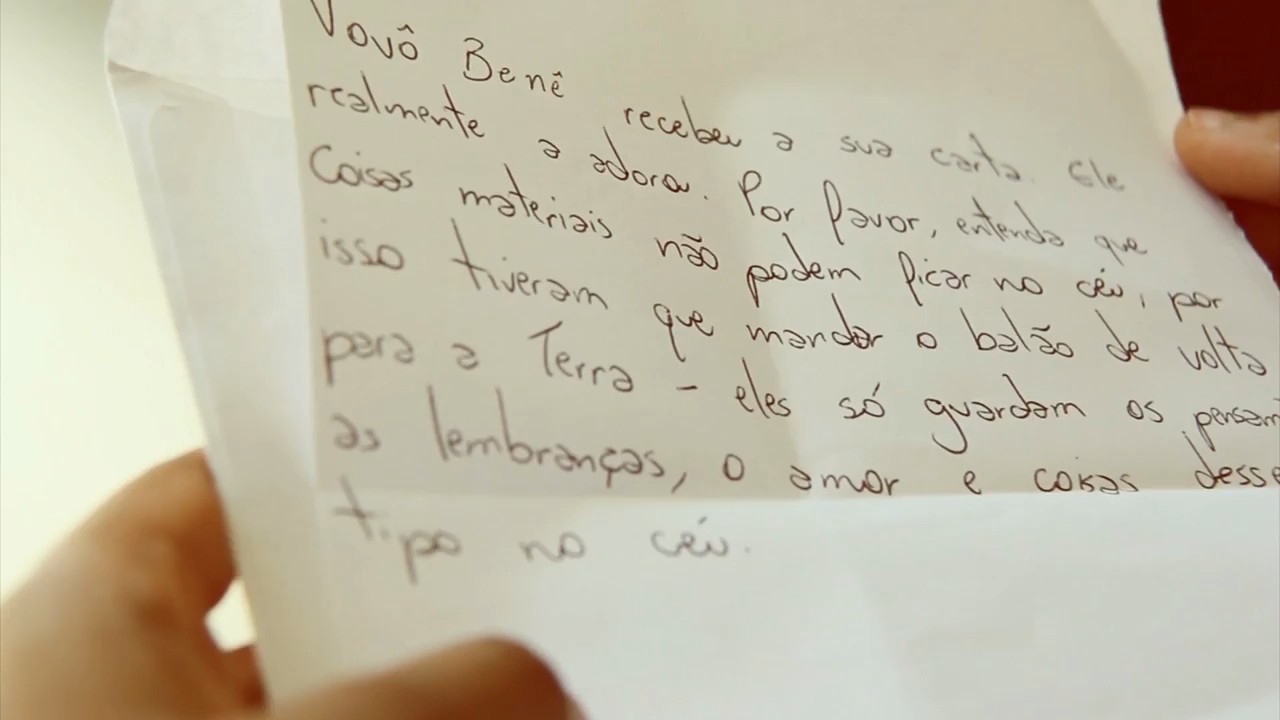 Vovô Benê recebeu a sua carta. Ele
realmente a adorou. Por favor, entenda que
Coisas materiais não podem ficar no céu, por
isso tiveram que mandar o balão de volta
para a Terra - eles só guardam os pensam
as lembranças, o amor e coisas desse
tipo no céu.